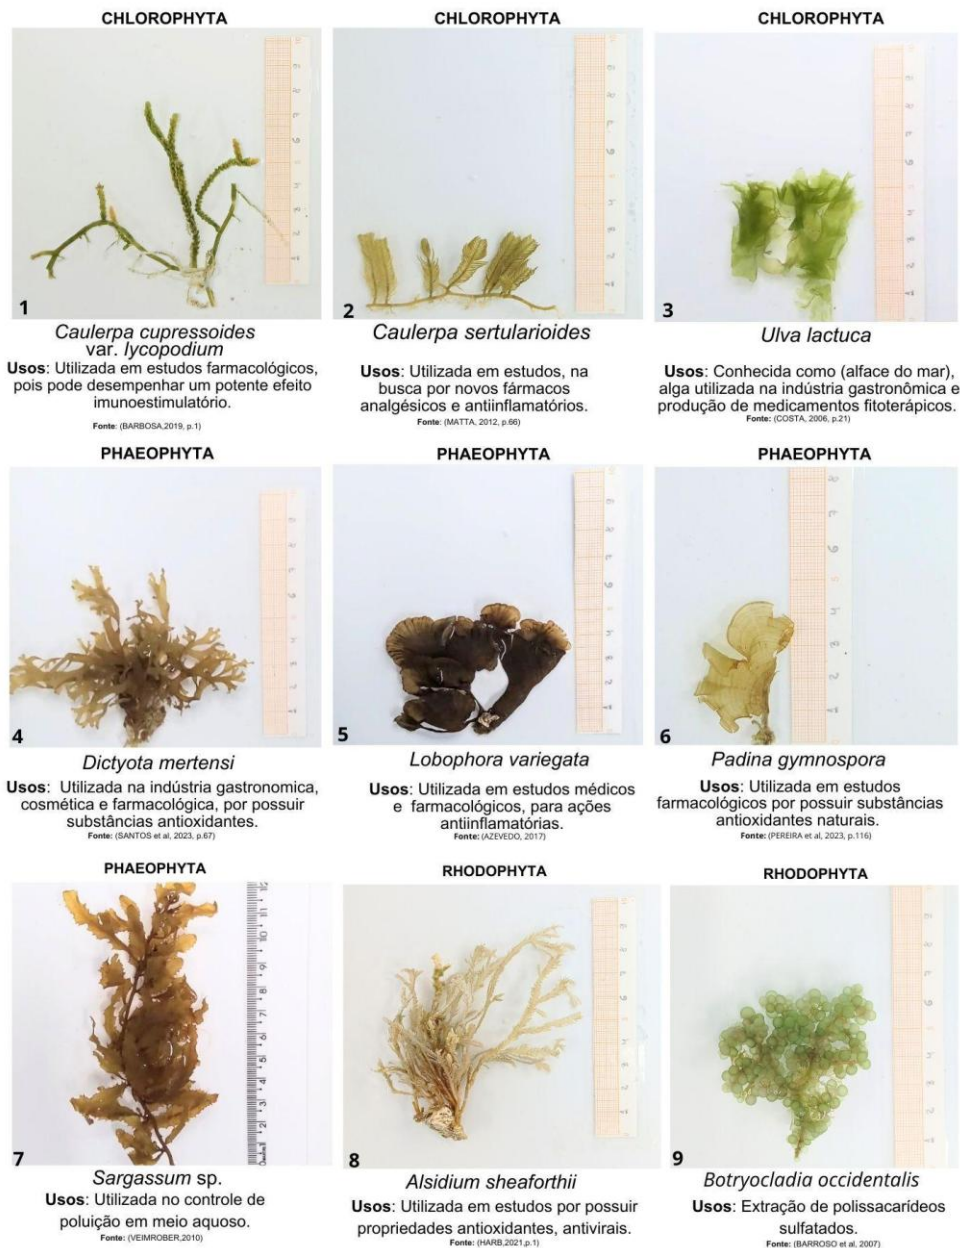 CHLOROPHYTA
1
Caulerpa cupressoides
var. lycopodium
Usos: Utilizada em estudos farmacológicos,
pois pode desempenhar um potente efeito
imunoestimulatório.
Fonte: (BARBOSA,2019, p.1)
CHLOROPHYTA
2
Caulerpa sertularioides
Usos: Utilizada em estudos, na
busca por novos fármacos
analgésicos e antiinflamatórios.
Fonte: (MATTA, 2012, p.66)
CHLOROPHYTA
3
Ulva lactuca
Usos: Conhecida como (alface do mar),
alga utilizada na indústria gastronômica e
produção de medicamentos fitoterápicos.
Fonte: (COSTA, 2006, p.21)
PHAEOPHYTA
4
Dictyota mertensi
Usos: Utilizada na indústria gastronomica,
cosmética e farmacológica, por possuir
substâncias antioxidantes.
Fonte: (SANTOS et al, 2023, p.67)
PHAEOPHYTA
5
Lobophora variegata
Usos: Utilizada em estudos médicos
e farmacológicos, para ações
antiinflamatórias.
Fonte: (AZEVEDO, 2017)
PHAEOPHYTA
6
Padina gymnospora
Usos: Utilizada em estudos
farmacológicos por possuir substâncias
antioxidantes naturais.
Fonte: (PEREIRA et al, 2023, p.116)
PHAEOPHYTA
7
Sargassum sp.
Usos: Utilizada no controle de
poluição em meio aquoso.
Fonte: (VEIMROBER,2010)
RHODOPHYTA
8
Alsidium sheaforthii
Usos: Utilizada em estudos por possuir
propriedades antioxidantes, antivirais.
Fonte: (HARB,2021,p.1)
RHODOPHYTA
9
Botryocladia occidentalis
Usos: Extração de polissacarídeos
sulfatados.
Fonte: (BARROSO et al, 2007)